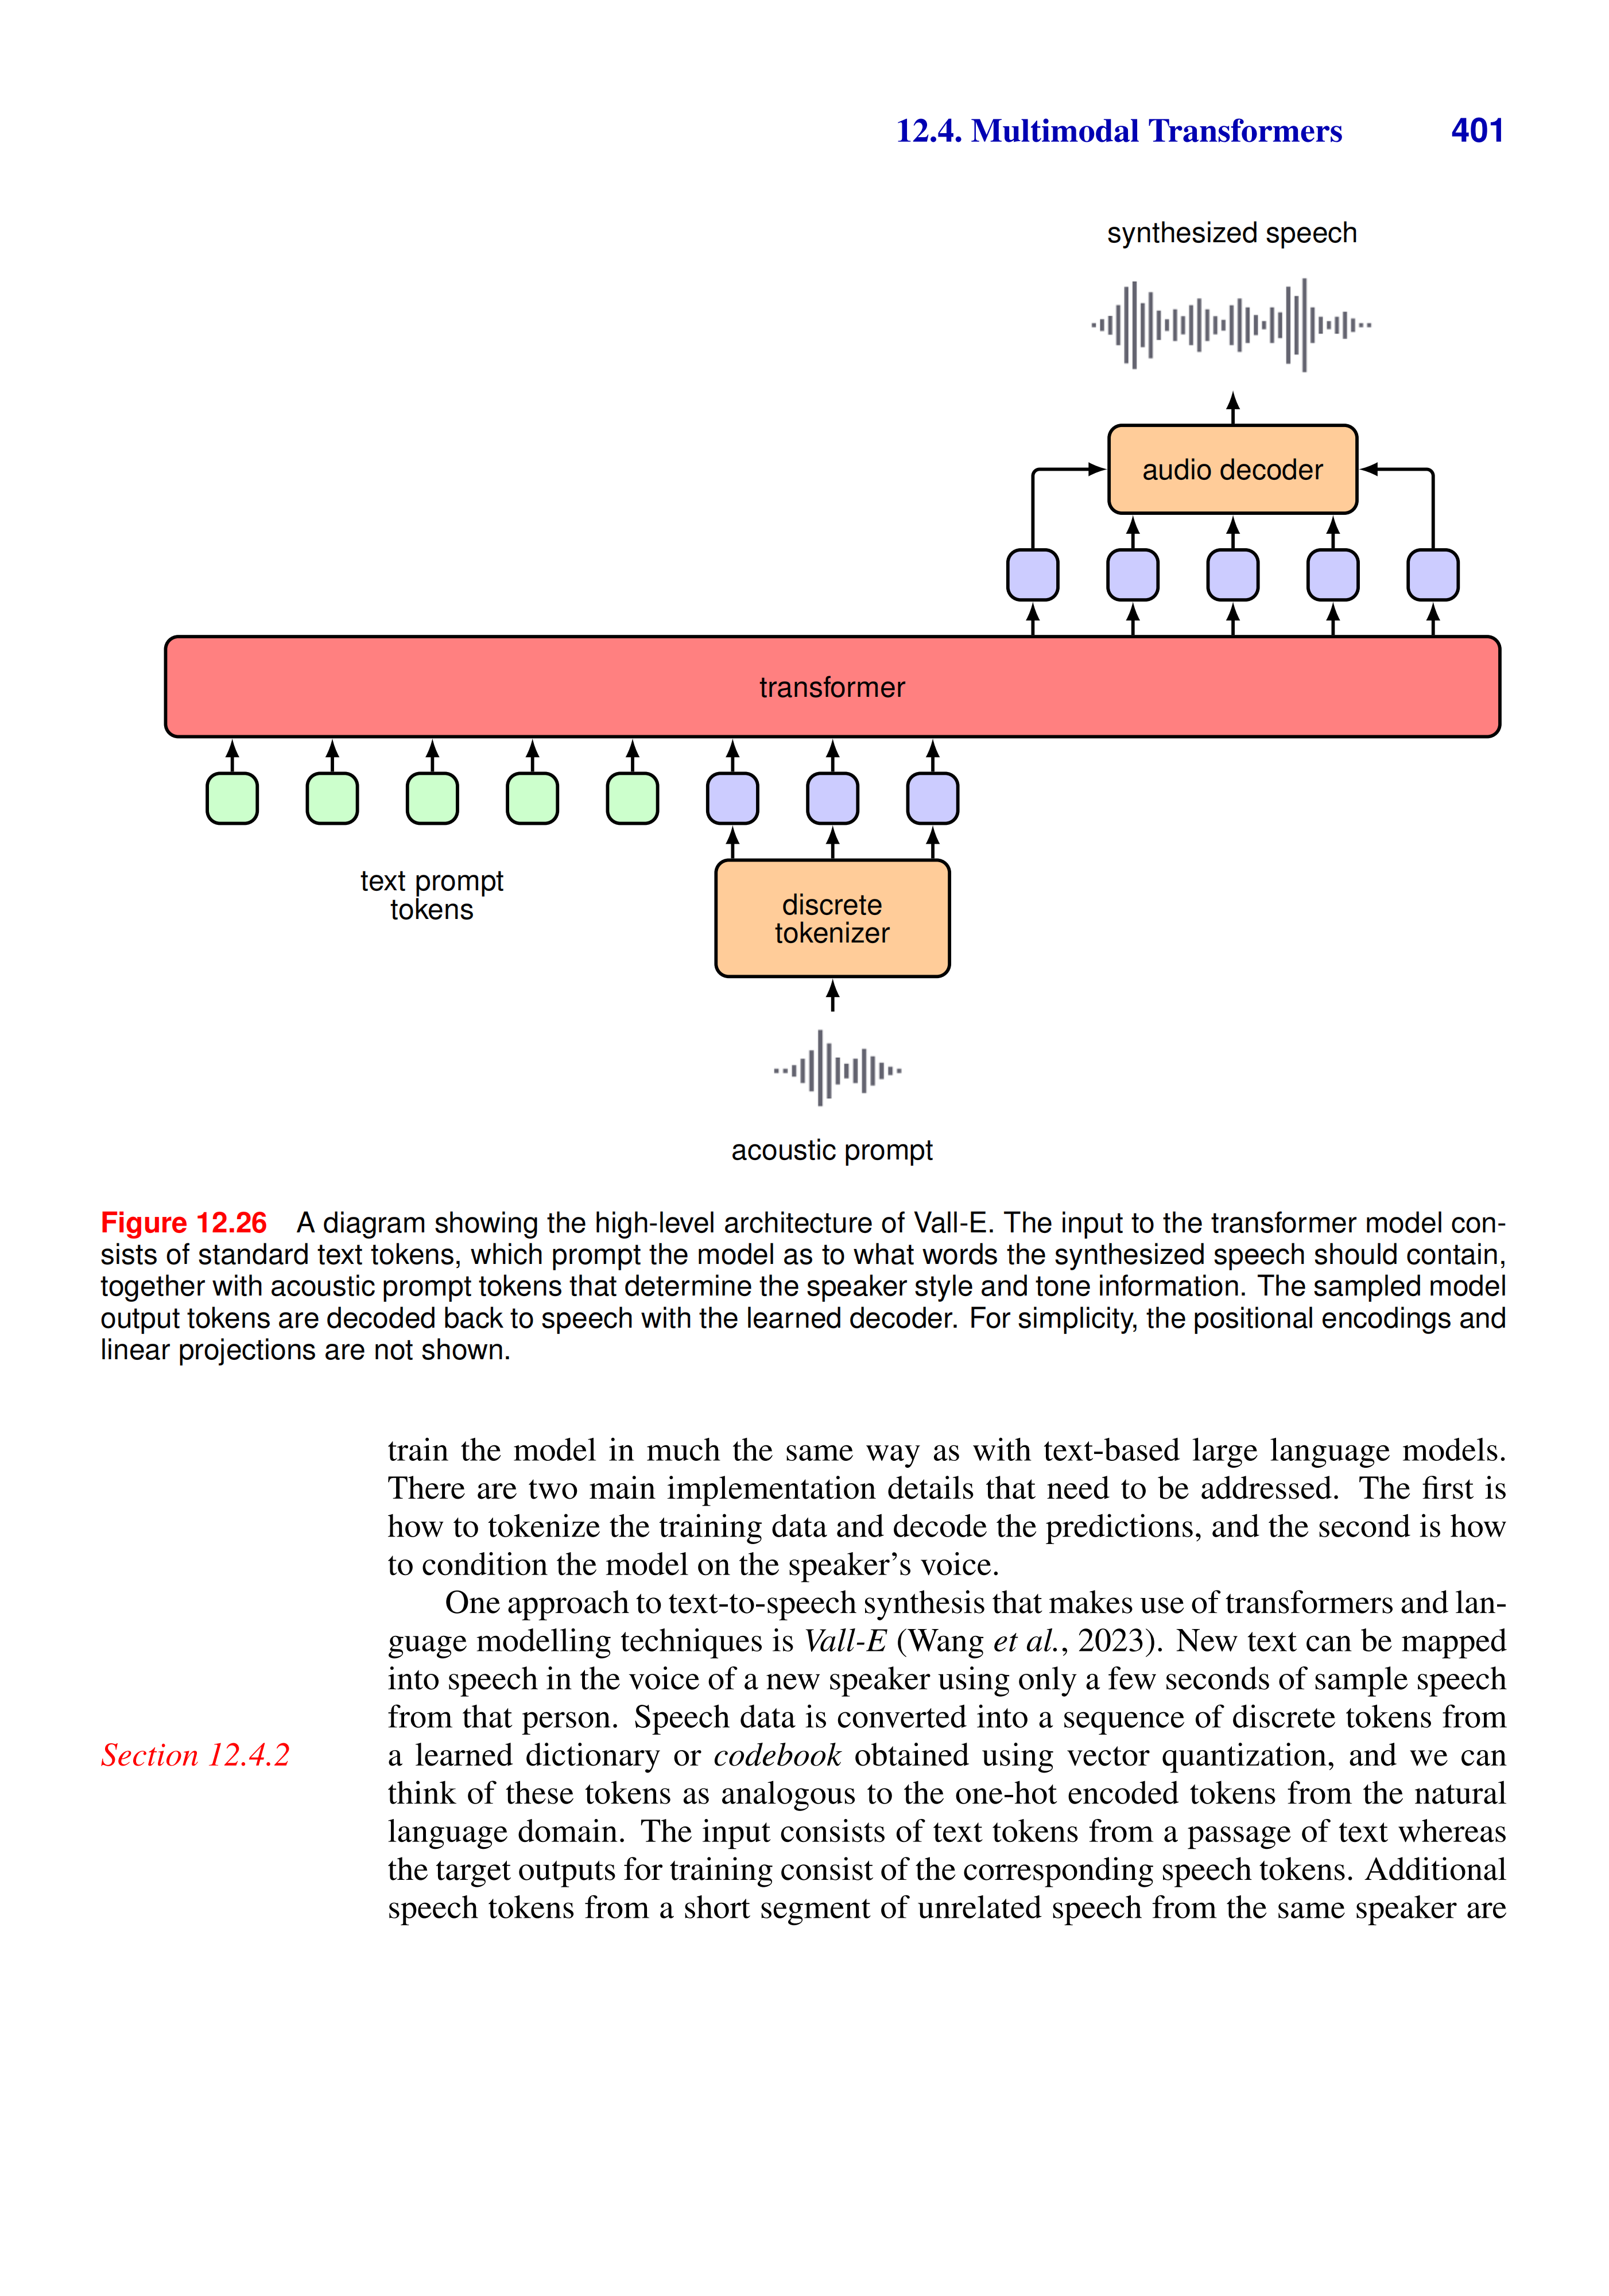 12.4. Multimodal Transformers 401
synthesized speech
audio decoder
transformer
text prompt
tokens
discrete
tokenizer
acoustic prompt
Figure 12.26 A diagram showing the high-level architecture of Vall-E. The input to the transformer model con-
sists of standard text tokens, which prompt the model as to what words the synthesized speech should contain,
together with acoustic prompt tokens that determine the speaker style and tone information. The sampled model
output tokens are decoded back to speech with the learned decoder. For simplicity, the positional encodings and
linear projections are not shown.
train the model in much the same way as with text-based large language models.
There are two main implementation details that need to be addressed. The first is
how to tokenize the training data and decode the predictions, and the second is how
to condition the model on the speaker's voice.
One approach to text-to-speech synthesis that makes use of transformers and lan-
guage modelling techniques is Vall-E (Wang et al., 2023). New text can be mapped
into speech in the voice of a new speaker using only a few seconds of sample speech
from that person. Speech data is converted into a sequence of discrete tokens from
Section 12.4.2 a learned dictionary or codebook obtained using vector quantization, and we can
think of these tokens as analogous to the one-hot encoded tokens from the natural
language domain. The input consists of text tokens from a passage of text whereas
the target outputs for training consist of the corresponding speech tokens. Additional
speech tokens from a short segment of unrelated speech from the same speaker are